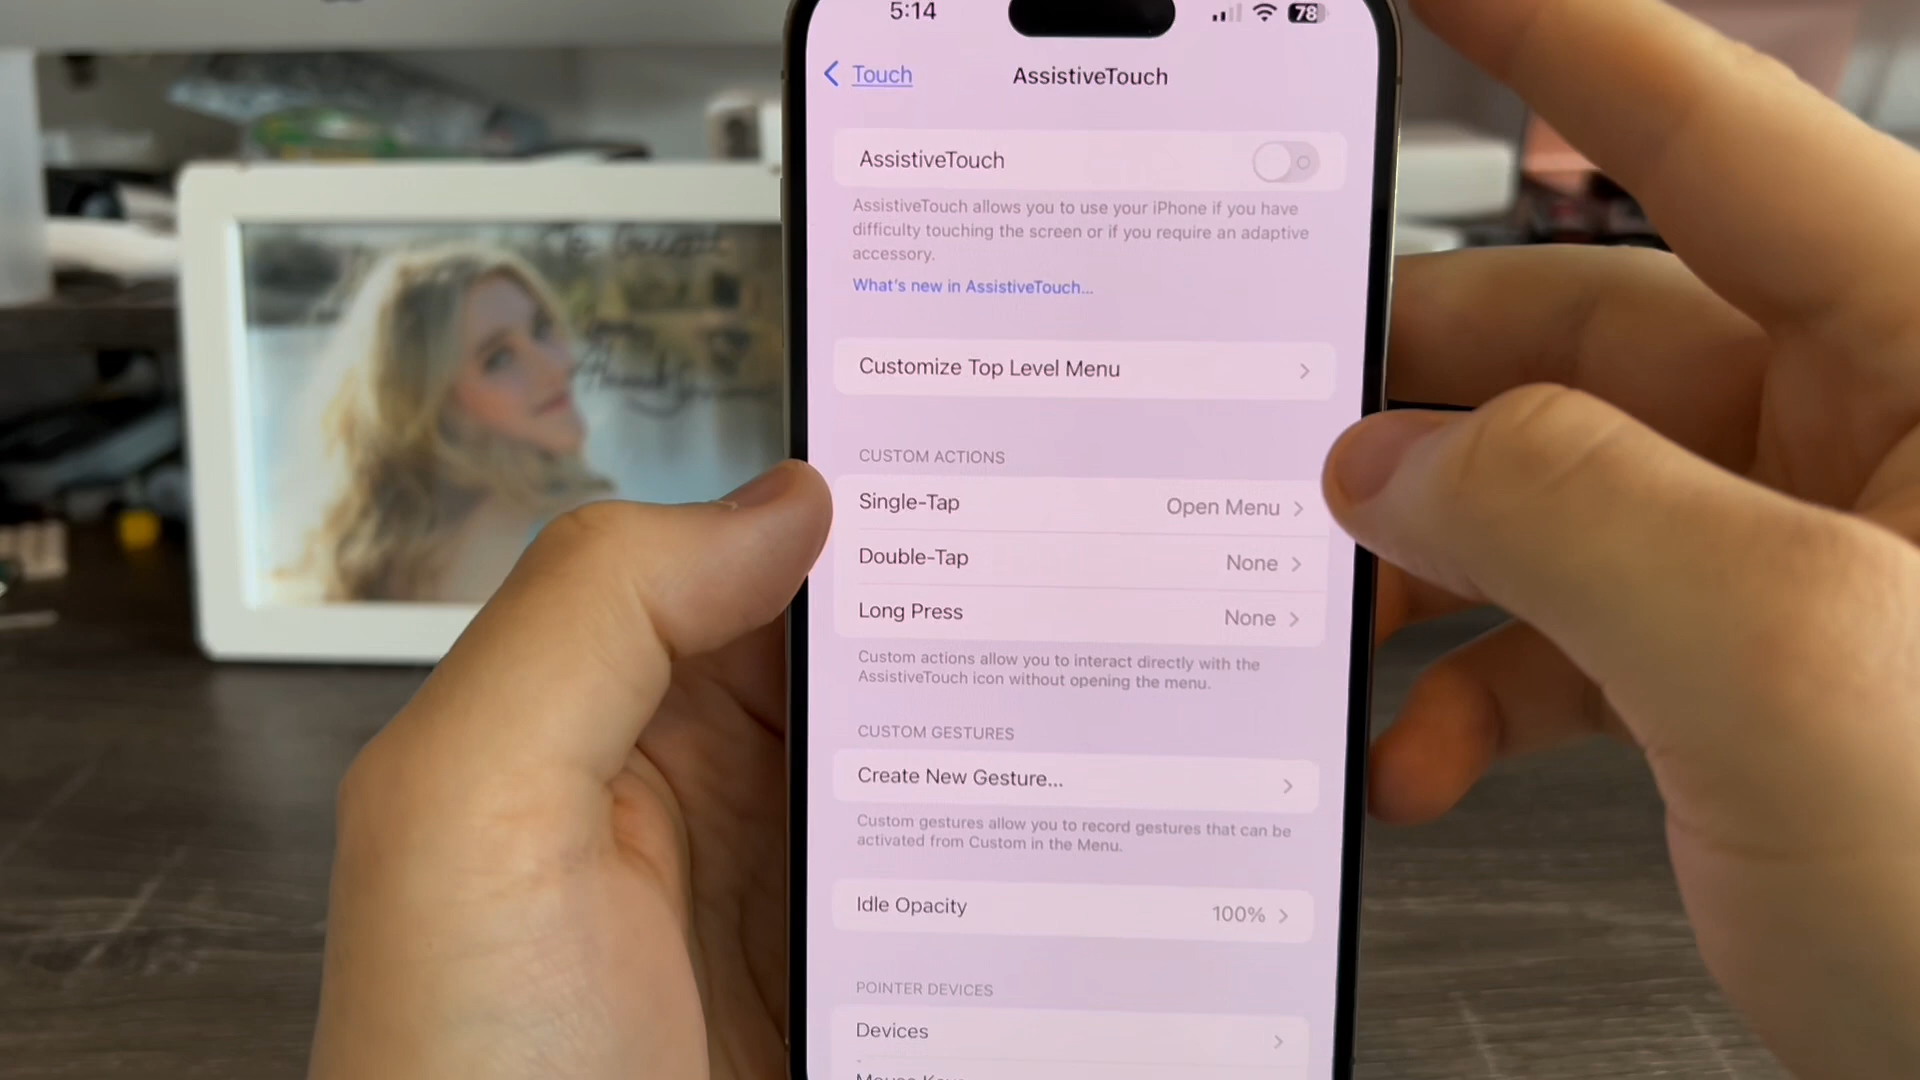 5:14
78
Touch
AssistiveTouch
AssistiveTouch
AssistiveTouch allows you to use your iPhone if you have
difficulty touching the screen or if you require an adaptive
accessory.
What's new in AssistiveTouch...
Customize Top Level Menu
CUSTOM ACTIONS
Single-Tap Open Menu
Double-Tap None
Long Press None
Custom actions allow you to interact directly with the
AssistiveTouch icon without opening the menu.
CUSTOM GESTURES
Create New Gesture...
Custom gestures allow you to record gestures that can be
activated from Custom in the Menu.
Idle Opacity 100%
POINTER DEVICES
Devices